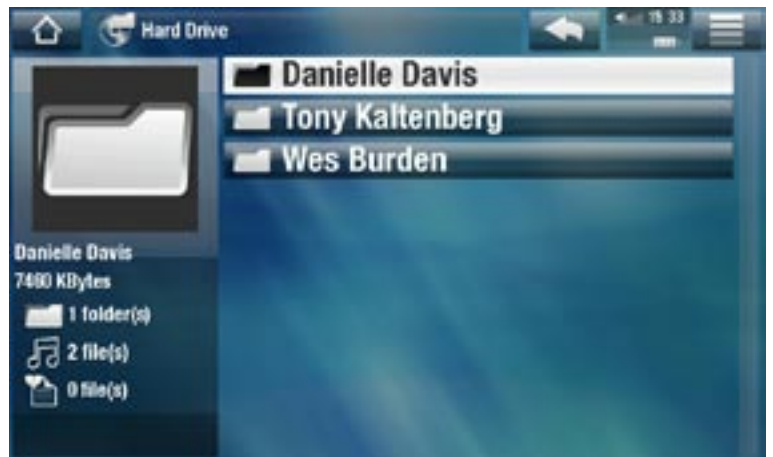 Hard Drive
15 33
Danielle Davis
Tony Kaltenberg
Wes Burden
Danielle Davis
7460 KBytes
1 folder(s)
2 file(s)
0 file(s)